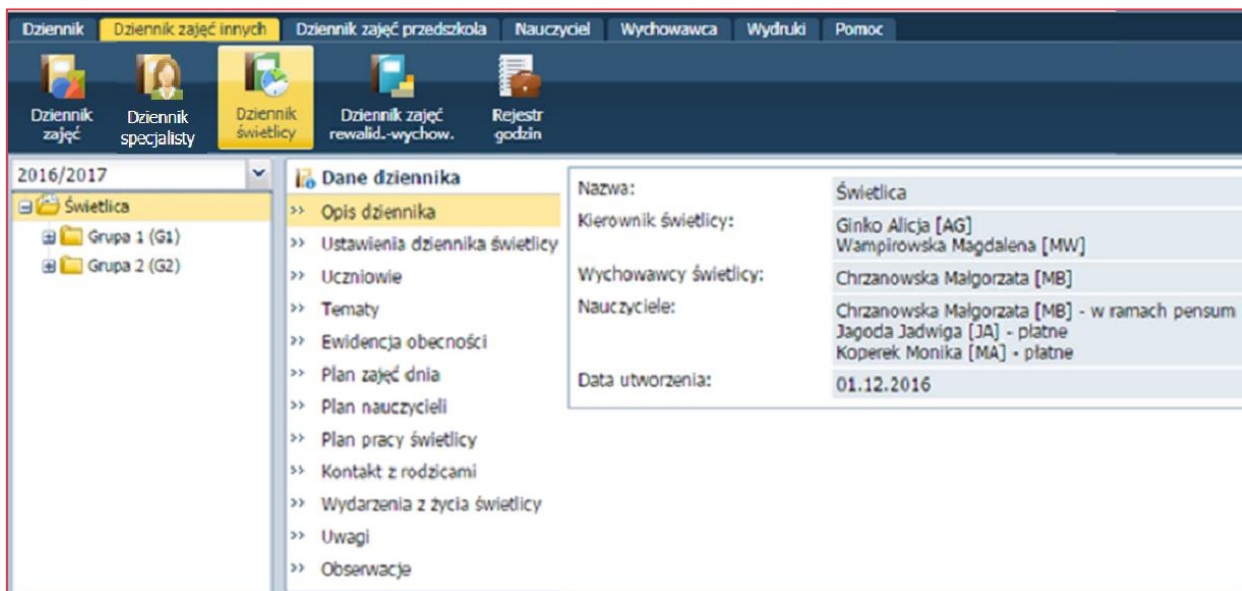 Dziennik Dziennik zajęć innych Dziennik zajęć przedszkola Nauczyciel Wychowawca Wydruki Pomoc
Dziennik
zajęć
Dziennik
specjalisty
Dziennik
świetlicy
Dziennik zajęć
rewalid.-wychow.
Rejestr
godzin
2016/2017
Świetlica
Grupa 1 (G1)
Grupa 2 (G2)
Dane dziennika
Opis dziennika
Ustawienia dziennika świetlicy
Uczniowie
Tematy
Ewidencja obecności
Plan zajęć dnia
Plan nauczycieli
Plan pracy świetlicy
Kontakt z rodzicami
Wydarzenia z życia świetlicy
Uwagi
Obserwacje
Nazwa: Świetlica
Kierownik świetlicy: Ginko Alicja [AG]
Wampirowska Magdalena [MW]
Wychowawcy świetlicy: Chrzanowska Małgorzata [MB]
Nauczyciele: Chrzanowska Małgorzata [MB] - w ramach pensum
Jagoda Jadwiga [JA] - płatne
Koperek Monika [MA] - płatne
Data utworzenia: 01.12.2016